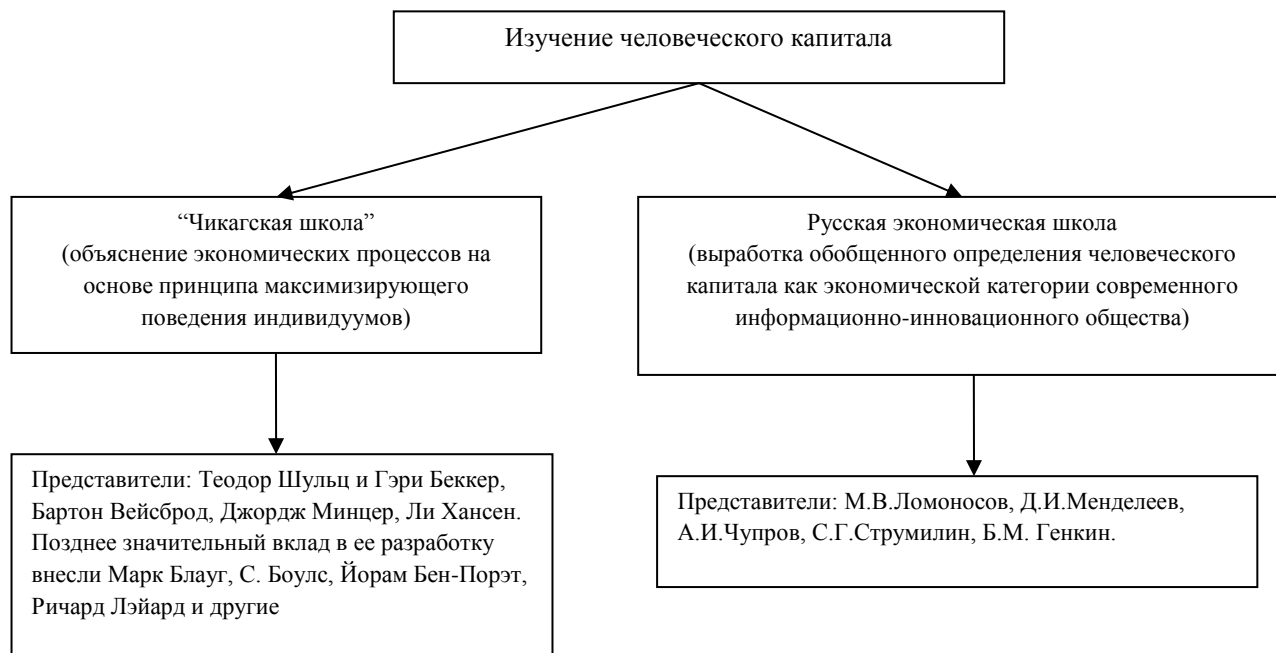 Изучение человеческого капитала
“Чикагская школа”
(объяснение экономических процессов на
основе принципа максимизирующего
поведения индивидуумов)
Русская экономическая школа
(выработка обобщенного определения человеческого
капитала как экономической категории современного
информационно-инновационного общества)
Представители: Теодор Шульц и Гэри Беккер,
Бартон Вейсброд, Джордж Минцер, Ли Хансен.
Позднее значительный вклад в ее разработку
внесли Марк Блауг, С. Боулс, Йорам Бен-Порэт,
Ричард Лэйард и другие
Представители: М.В.Ломоносов, Д.И.Менделеев,
А.И.Чупров, С.Г.Струмилин, Б.М. Генкин.